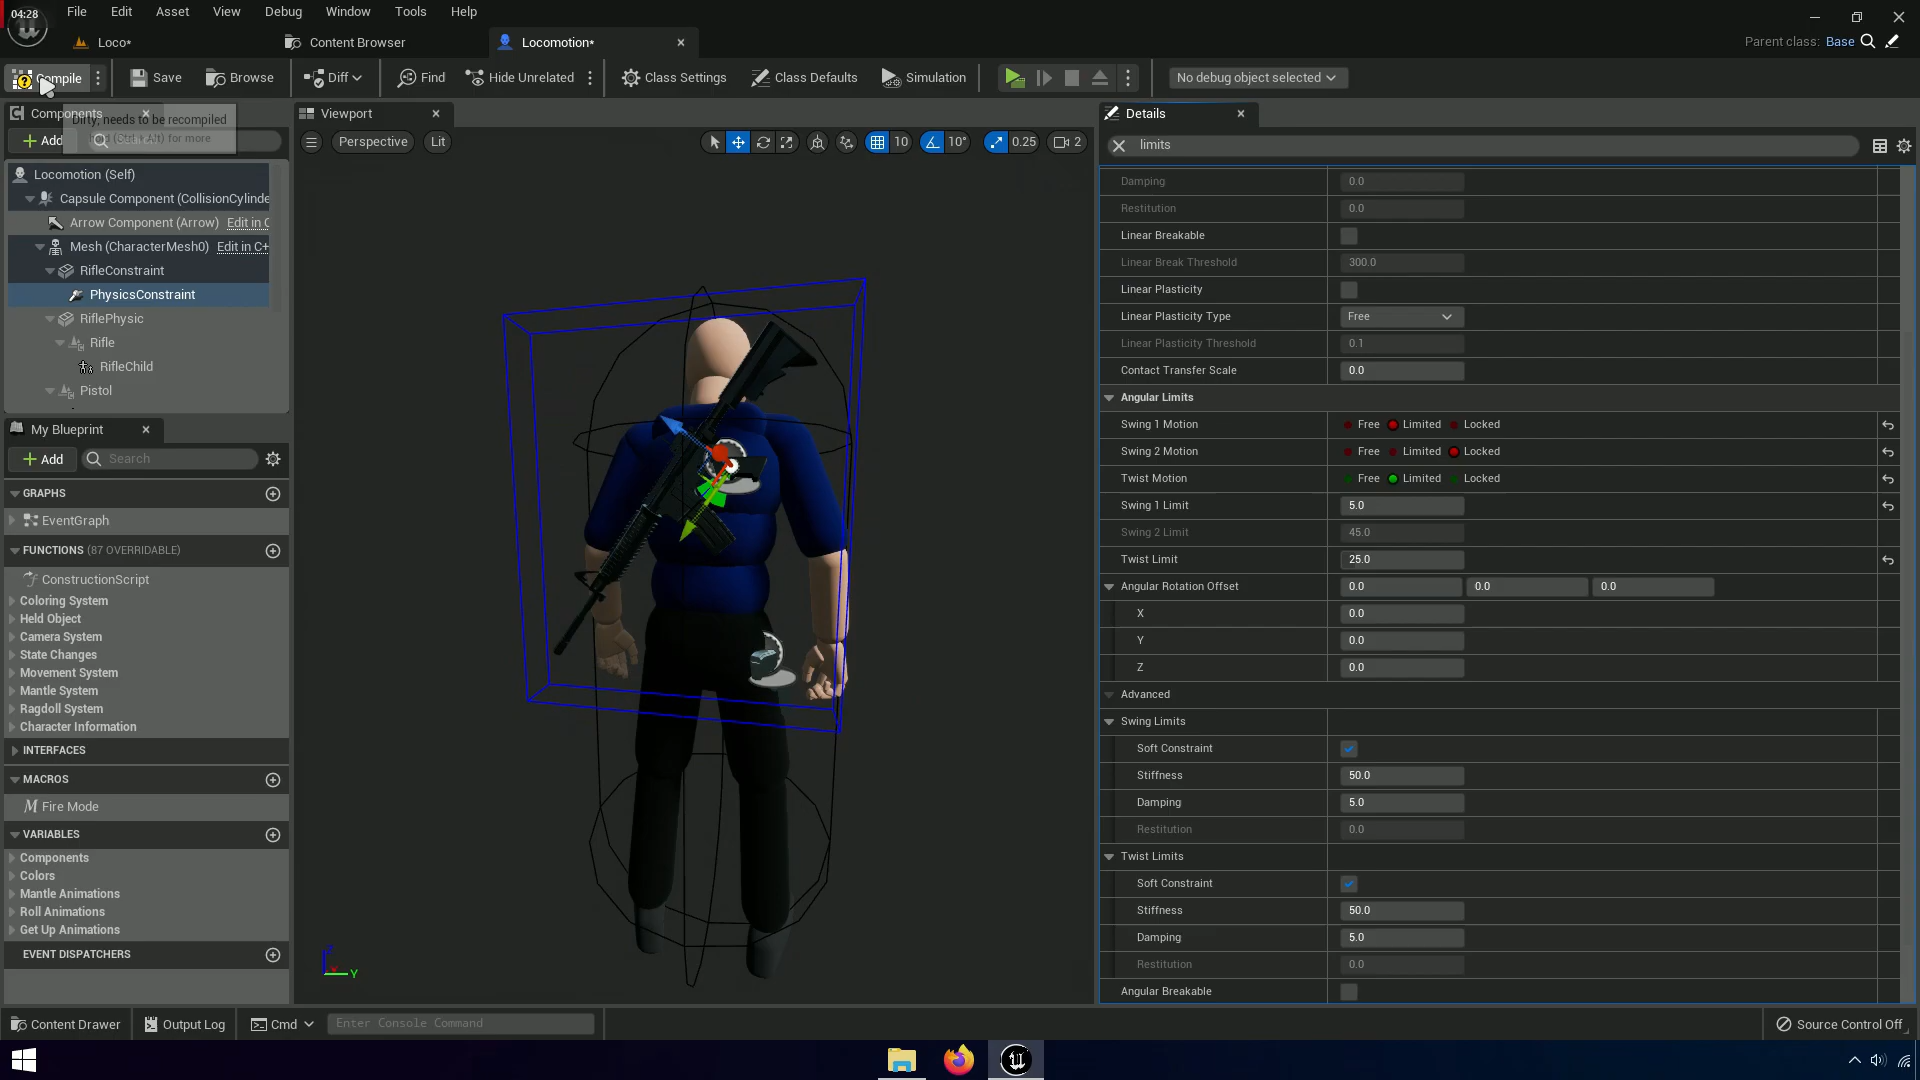 04:28
File Edit Asset View Debug Window Tools Help
Loco* Content Browser Locomotion* Parent class: Base
Compile Save Browse Diff Find Hide Unrelated Class Settings Class Defaults Simulation No debug object selected
Components Dirty, needs to be recompiled
Add for more
Locomotion (Self)
Capsule Component (CollisionCylinde
Arrow Component (Arrow) Edit in C
Mesh (CharacterMesh0) Edit in C+
RifleConstraint
PhysicsConstraint
RiflePhysic
Rifle
RifleChild
Pistol
My Blueprint
Add Search
GRAPHS
EventGraph
FUNCTIONS (87 OVERRIDABLE)
ConstructionScript
Coloring System
Held Object
Camera System
State Changes
Movement System
Mantle System
Ragdoll System
Character Information
INTERFACES
MACROS
Fire Mode
VARIABLES
Components
Colors
Mantle Animations
Roll Animations
Get Up Animations
EVENT DISPATCHERS
Viewport
Perspective Lit 10 10° 0.25 2
Z
Y
Details
limits
Damping 0.0
Restitution 0.0
Linear Breakable
Linear Break Threshold 300.0
Linear Plasticity
Linear Plasticity Type Free
Linear Plasticity Threshold 0.1
Contact Transfer Scale 0.0
Angular Limits
Swing 1 Motion Free Limited Locked
Swing 2 Motion Free Limited Locked
Twist Motion Free Limited Locked
Swing 1 Limit 5.0
Swing 2 Limit 45.0
Twist Limit 25.0
Angular Rotation Offset 0.0 0.0 0.0
X 0.0
Y 0.0
Z 0.0
Advanced
Swing Limits
Soft Constraint
Stiffness 50.0
Damping 5.0
Restitution 0.0
Twist Limits
Soft Constraint
Stiffness 50.0
Damping 5.0
Restitution 0.0
Angular Breakable
Content Drawer Output Log Cmd Enter Console Command Source Control Off